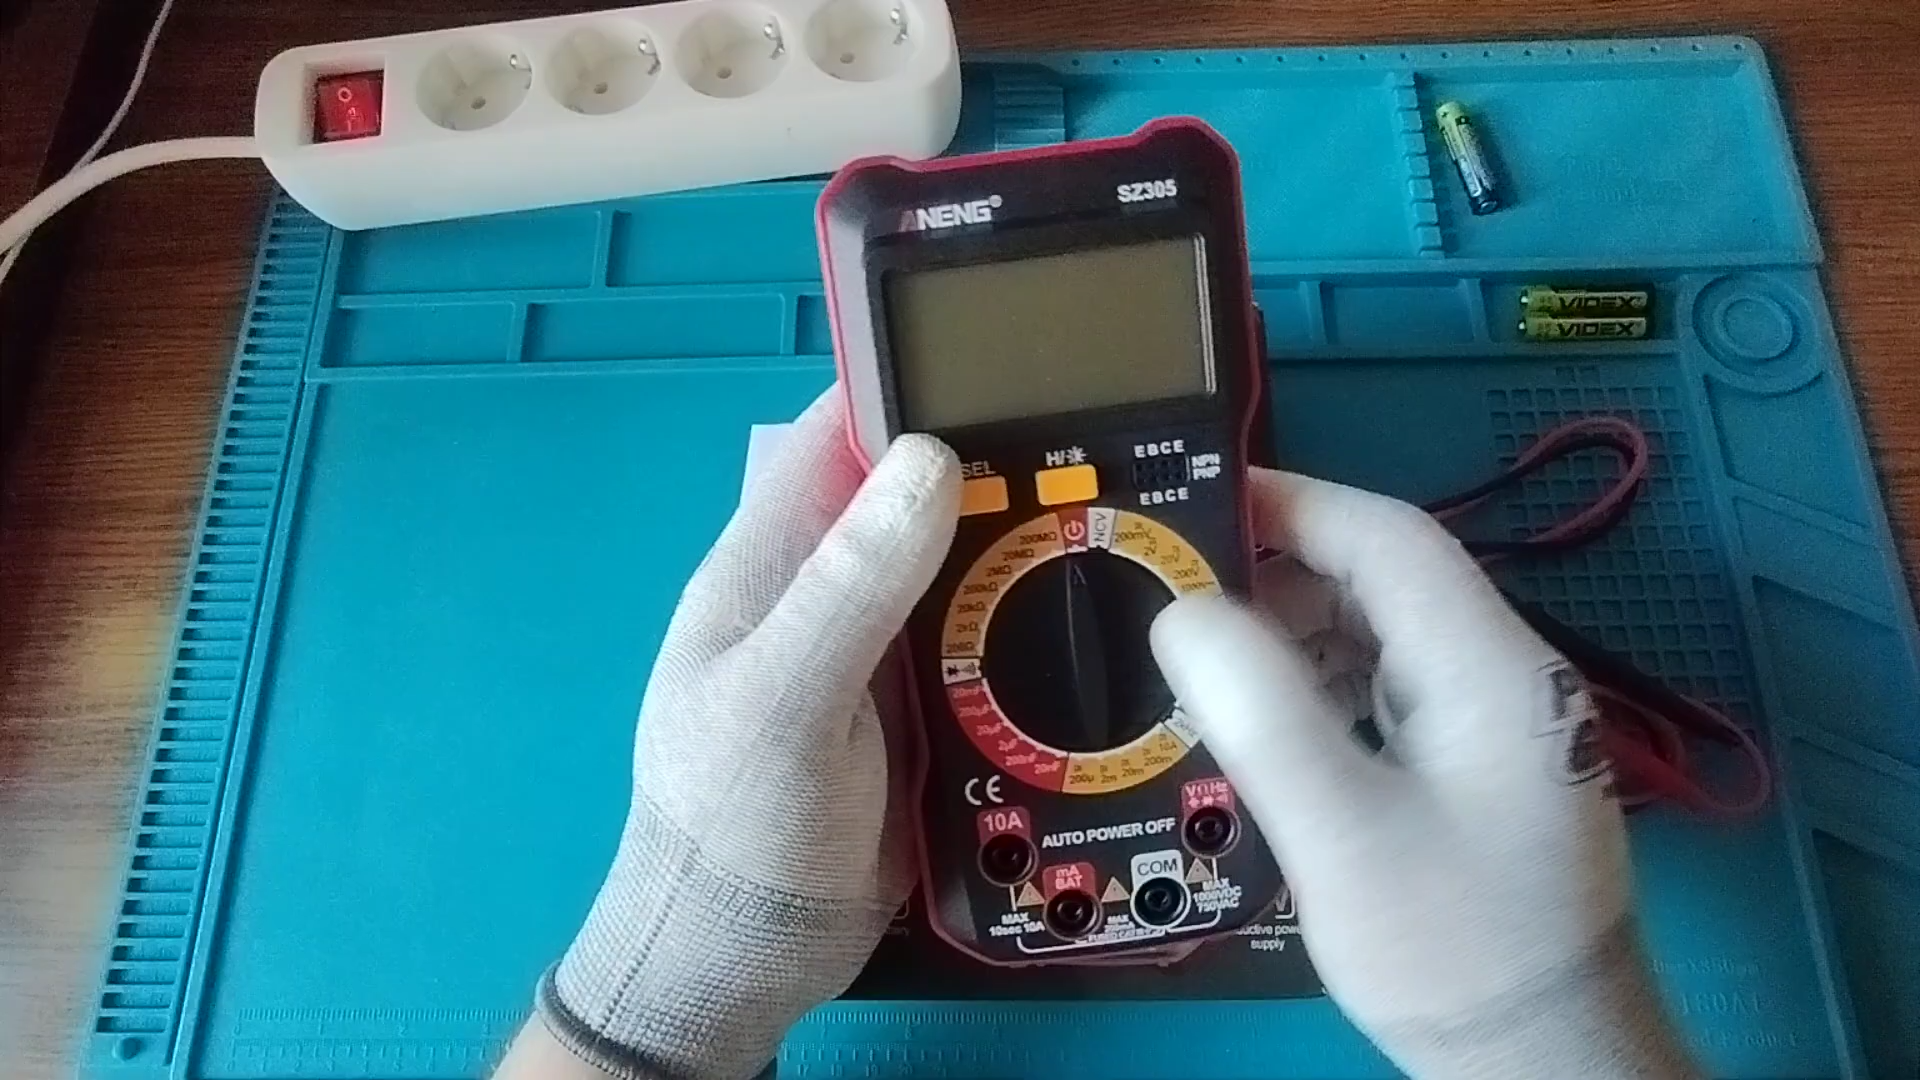 ANENG®
SZ305
VIDEX
VIDEX
SEL
H/
EBCE
NPN
PNP
EBCE
NCV
200mV
2V
20V
200V
200MΩ
20MΩ
2MΩ
200kΩ
20kΩ
2kΩ
200Ω
20mF
200µF
20µF
2µF
200nF
20nF
200µ
2m
20m
200m
10A
CE
10A
AUTO POWER OFF
VΩHz
mA
BAT
COM
MAX
10sec 10A
MAX
MAX
1000VDC
750VAC
supply